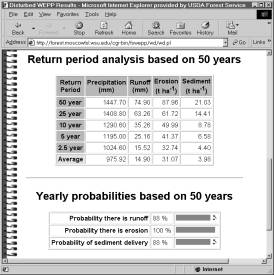 Disturbed WEPP Results - Microsoft Internet Explorer provided by USDA Forest Service
File Edit View Favorites Tools Help
Back Forward Stop Refresh Home Search Favorites History Mail
Address http://forest.moscowfsl.wsu.edu/cgi-bin/fswepp/wd/wd.pl Go Links
Return period analysis based on 50 years
Return Period Precipitation (mm) Runoff (mm) Erosion (t ha-1) Sediment (t ha-1)
50 year 1447.70 74.90 87.96 21.03
25 year 1408.80 63.26 61.72 14.41
10 year 1290.60 35.26 49.99 8.78
5 year 1195.00 25.16 41.37 6.58
2.5 year 1024.60 15.52 32.74 4.40
Average 975.92 14.90 31.07 3.98
Yearly probabilities based on 50 years
Probability there is runoff 88 %
Probability there is erosion 100 %
Probability of sediment delivery 88 %
Internet